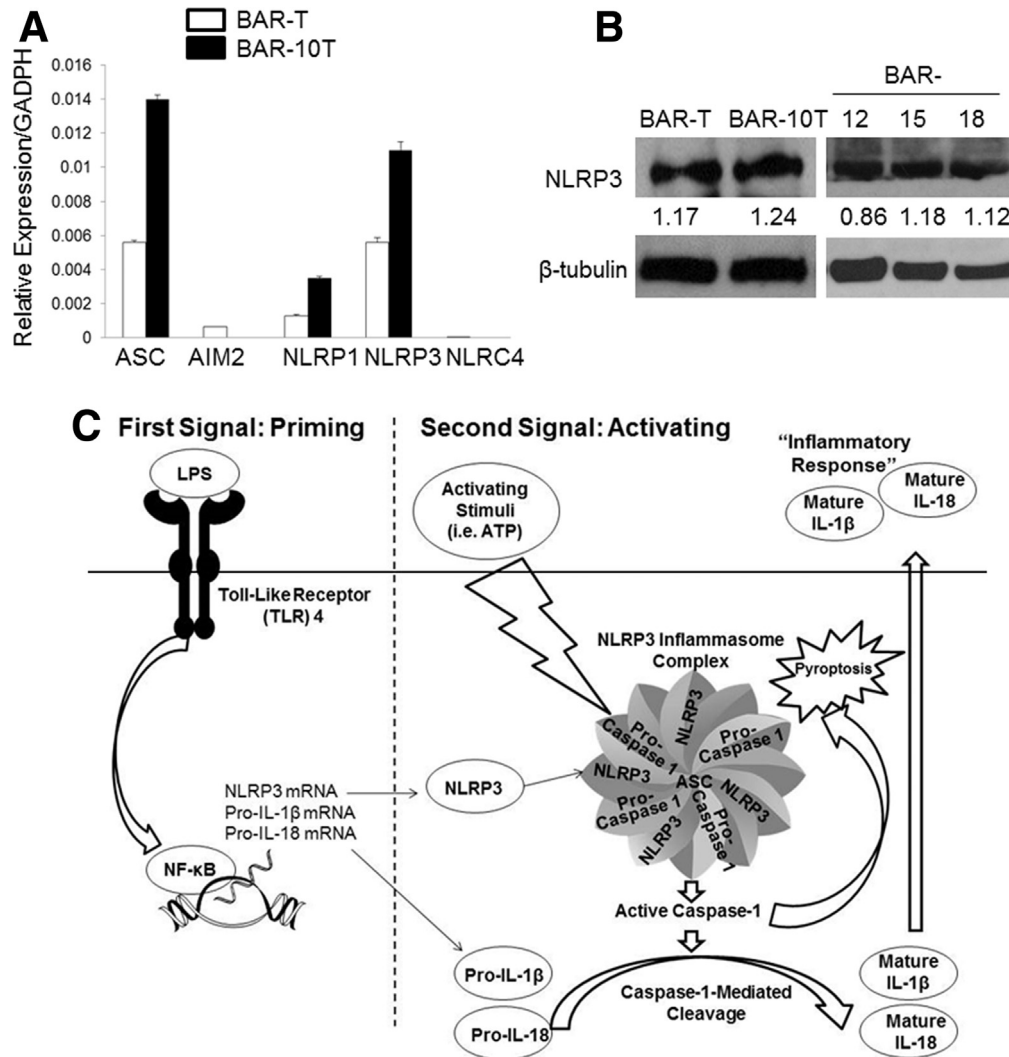 A
BAR-T
BAR-10T
Relative Expression/GADPH
0.016
0.014
0.012
0.01
0.008
0.006
0.004
0.002
0
ASC AIM2 NLRP1 NLRP3 NLRC4
B
BAR-
BAR-T BAR-10T 12 15 18
NLRP3
1.17 1.24 0.86 1.18 1.12
β-tubulin
C
First Signal: Priming
Second Signal: Activating
LPS
Toll-Like Receptor
(TLR) 4
NLRP3 mRNA
Pro-IL-1β mRNA
Pro-IL-18 mRNA
NF-κB
Activating
Stimuli
(i.e. ATP)
"Inflammatory
Response"
Mature
IL-1β
Mature
IL-18
NLRP3 Inflammasome
Complex
Pyroptosis
NLRP3
NLRP3
Pro-
Caspase 1
Pro-
Caspase 1
NLRP3
ASC
NLRP3
Pro-
Caspase 1
NLRP3
Pro-
Caspase 1
Active Caspase-1
Pro-IL-1β
Pro-IL-18
Caspase-1-Mediated
Cleavage
Mature
IL-1β
Mature
IL-18